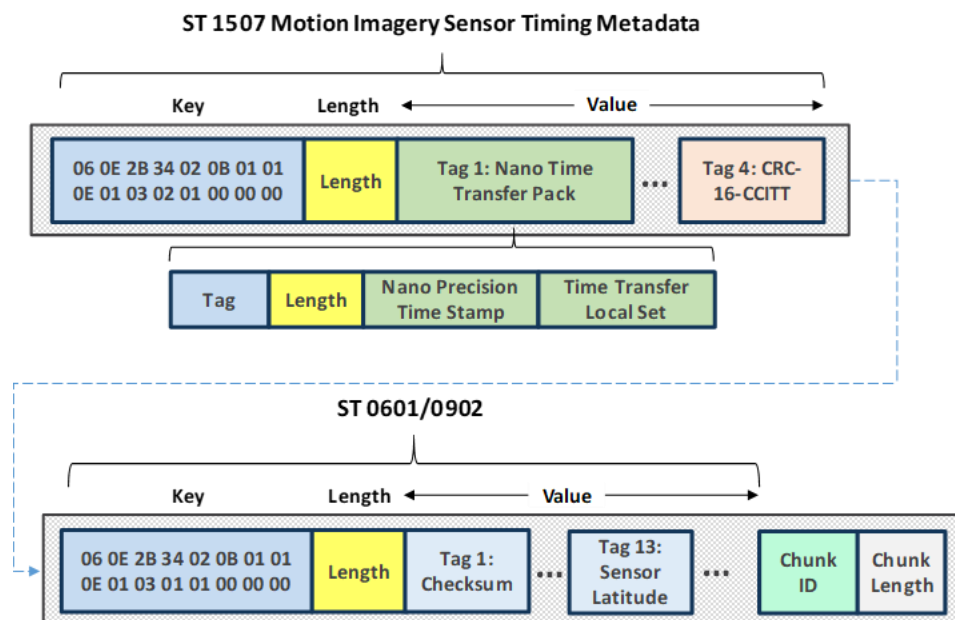 ST 1507 Motion Imagery Sensor Timing Metadata
Key Length Value
06 0E 2B 34 02 0B 01 01
0E 01 03 02 01 00 00 00
Length
Tag 1: Nano Time
Transfer Pack
...
Tag 4: CRC-
16-CCITT
Tag
Length
Nano Precision
Time Stamp
Time Transfer
Local Set
ST 0601/0902
Key Length Value
06 0E 2B 34 02 0B 01 01
0E 01 03 01 01 00 00 00
Length
Tag 1:
Checksum
...
Tag 13:
Sensor
Latitude
...
Chunk
ID
Chunk
Length